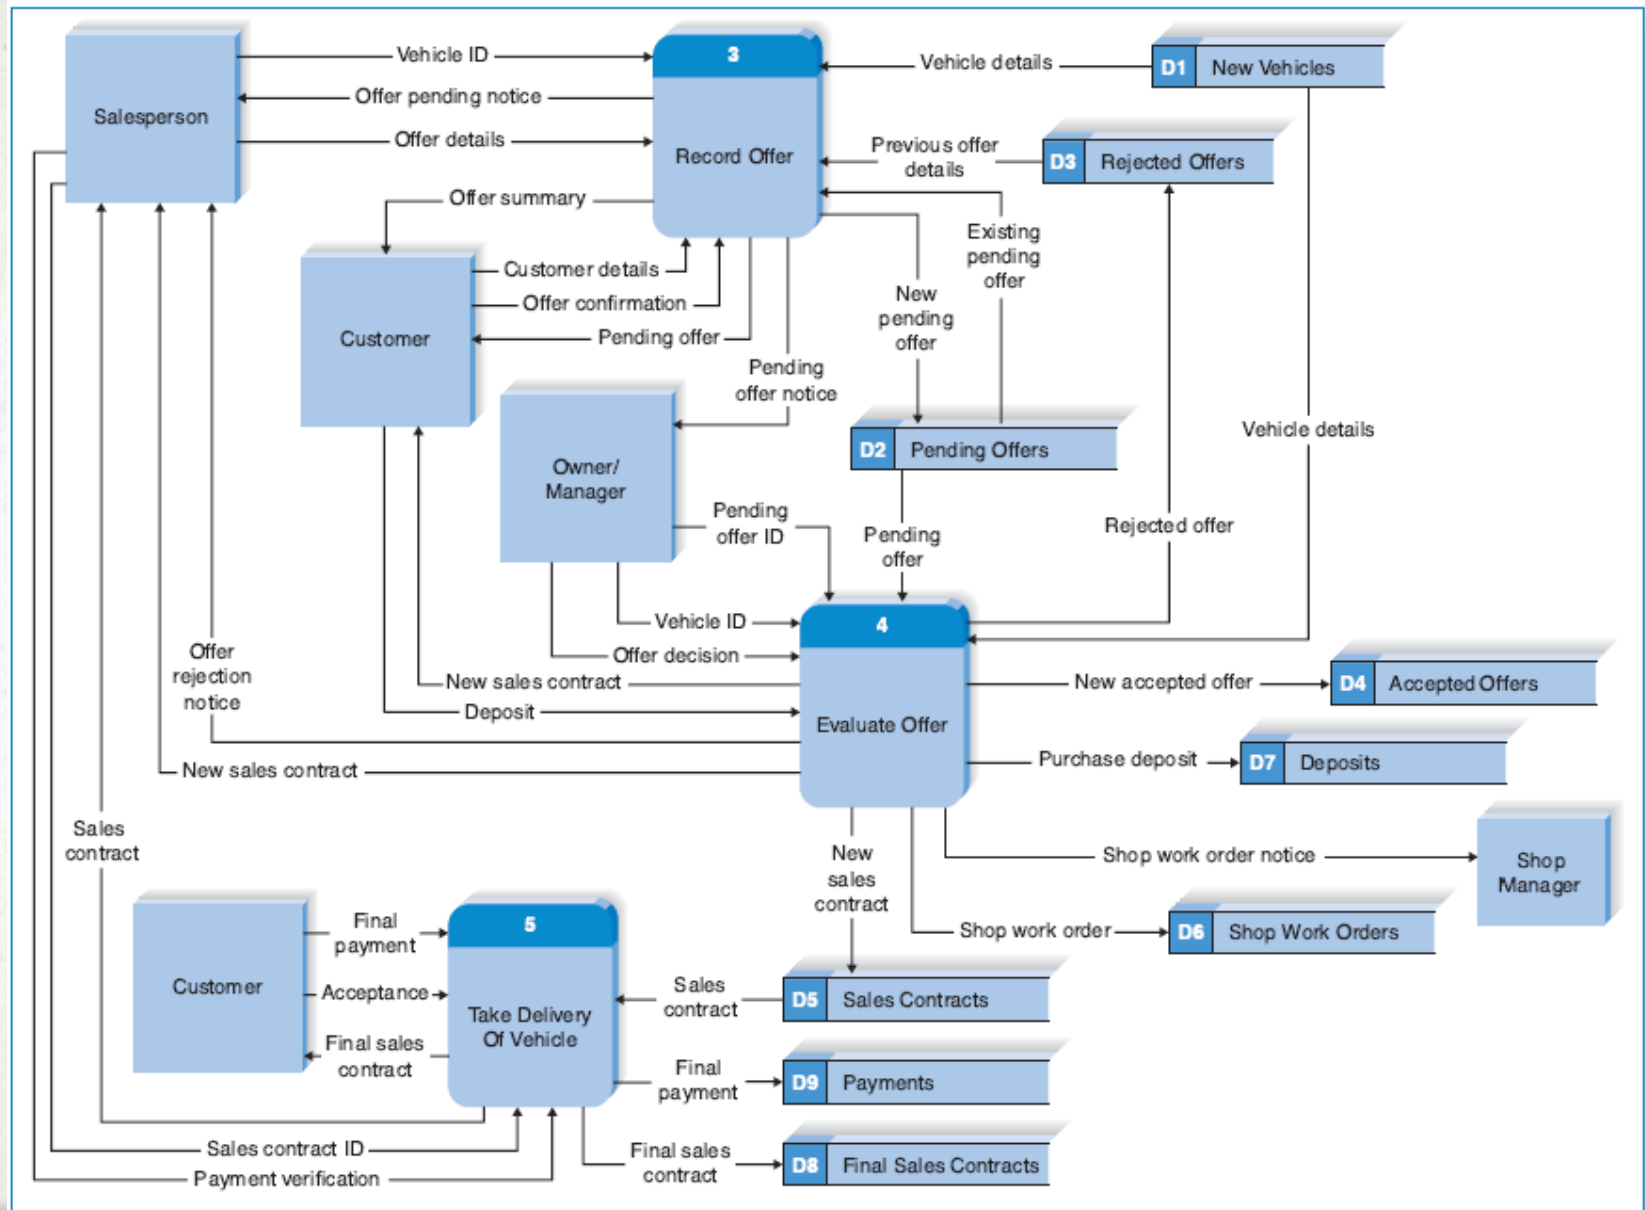 3
D1
New Vehicles
Vehicle ID
Vehicle details
Offer pending notice
Salesperson
Offer details
Record Offer
Previous offer
details
D3
Rejected Offers
Offer summary
Existing
pending
offer
Customer details
Offer confirmation
New
pending
offer
Customer
Pending offer
Pending
offer notice
Vehicle details
D2
Pending Offers
Owner/
Manager
Pending
offer ID
Pending
offer
Rejected offer
Vehicle ID
4
Offer
rejection
notice
Offer decision
New sales contract
New accepted offer
D4
Accepted Offers
Deposit
Evaluate Offer
Purchase deposit
D7
Deposits
New sales contract
Sales
contract
New
sales
contract
Shop work order notice
Shop
Manager
Final
payment
5
Shop work order
D6
Shop Work Orders
Customer
Acceptance
Sales
contract
D5
Sales Contracts
Take Delivery
Of Vehicle
Final sales
contract
Final
payment
D9
Payments
Sales contract ID
Final sales
contract
D8
Final Sales Contracts
Payment verification